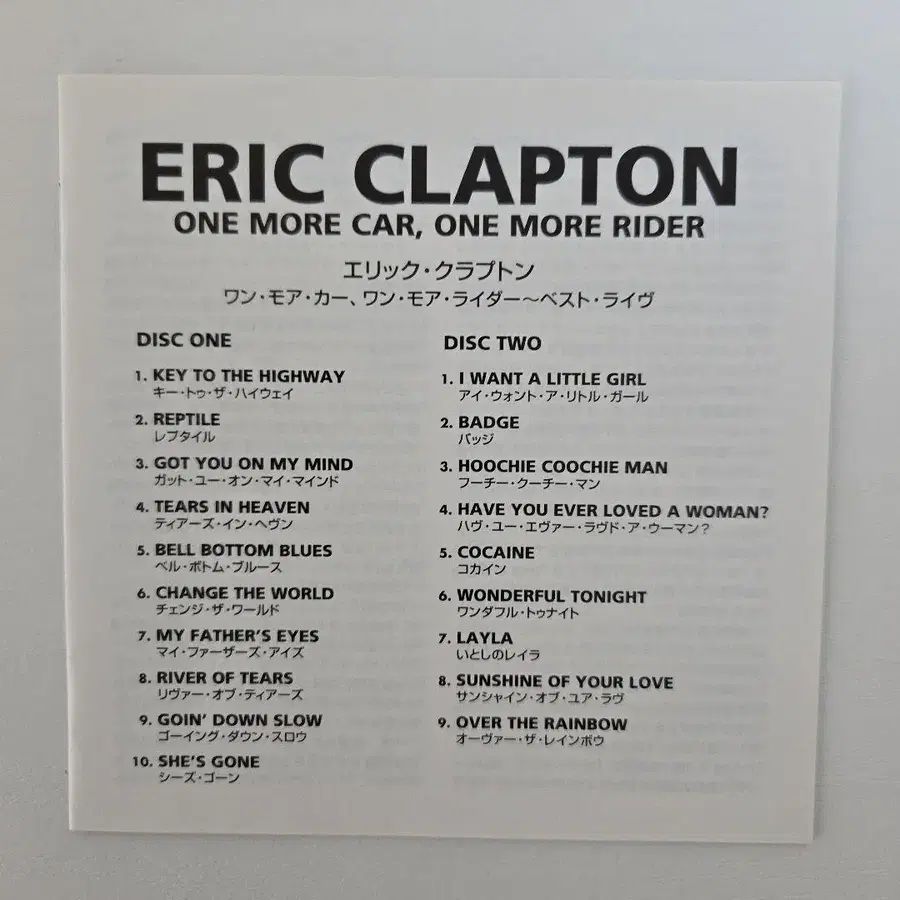 ERIC CLAPTON
ONE MORE CAR, ONE MORE RIDER
エリック・クラプトン
ワン・モア・カー、ワン・モア・ライダー～ベスト・ライヴ
DISC ONE
1. KEY TO THE HIGHWAY
キー・トゥ・ザ・ハイウェイ
2. REPTILE
レプタイル
3. GOT YOU ON MY MIND
ガット・ユー・オン・マイ・マインド
4. TEARS IN HEAVEN
ティアーズ・イン・ヘヴン
5. BELL BOTTOM BLUES
ベル・ボトム・ブルース
6. CHANGE THE WORLD
チェンジ・ザ・ワールド
7. MY FATHER'S EYES
マイ・ファーザーズ・アイズ
8. RIVER OF TEARS
リヴァー・オブ・ティアーズ
9. GOIN' DOWN SLOW
ゴーイング・ダウン・スロウ
10. SHE'S GONE
シーズ・ゴーン
DISC TWO
1. I WANT A LITTLE GIRL
アイ・ウォント・ア・リトル・ガール
2. BADGE
バッジ
3. HOOCHIE COOCHIE MAN
フーチー・クーチー・マン
4. HAVE YOU EVER LOVED A WOMAN?
ハヴ・ユー・エヴァー・ラヴド・ア・ウーマン？
5. COCAINE
コカイン
6. WONDERFUL TONIGHT
ワンダフル・トゥナイト
7. LAYLA
いとしのレイラ
8. SUNSHINE OF YOUR LOVE
サンシャイン・オブ・ユア・ラヴ
9. OVER THE RAINBOW
オーヴァー・ザ・レインボウ